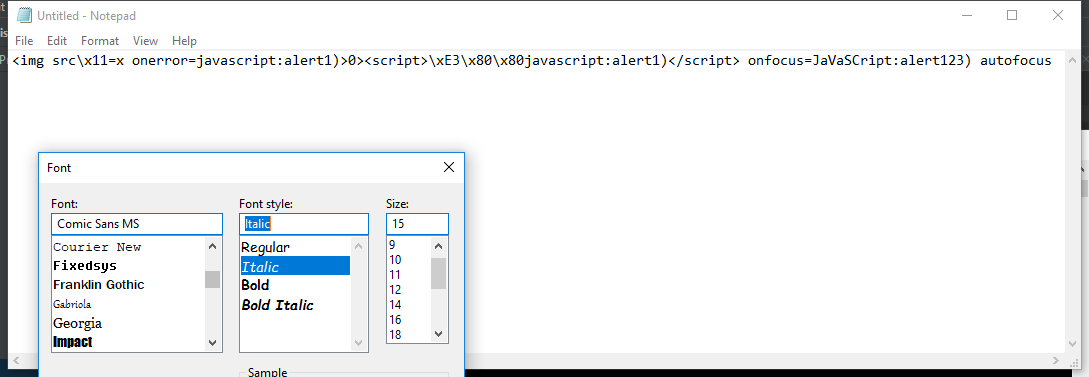 Untitled - Notepad
File Edit Format View Help
<img src\x11=x onerror=javascript:alert1)>0><script>\xE3\x80\x80javascript:alert1)</script> onfocus=JaVaSCript:alert123) autofocus
Font
Font: Font style: Size:
Comic Sans MS Italic 15
Courier New Regular 9
Fixedsys Italic 10
Franklin Gothic Bold 11
Gabriola Bold Italic 12
Georgia 14
Impact 16
18
Sample